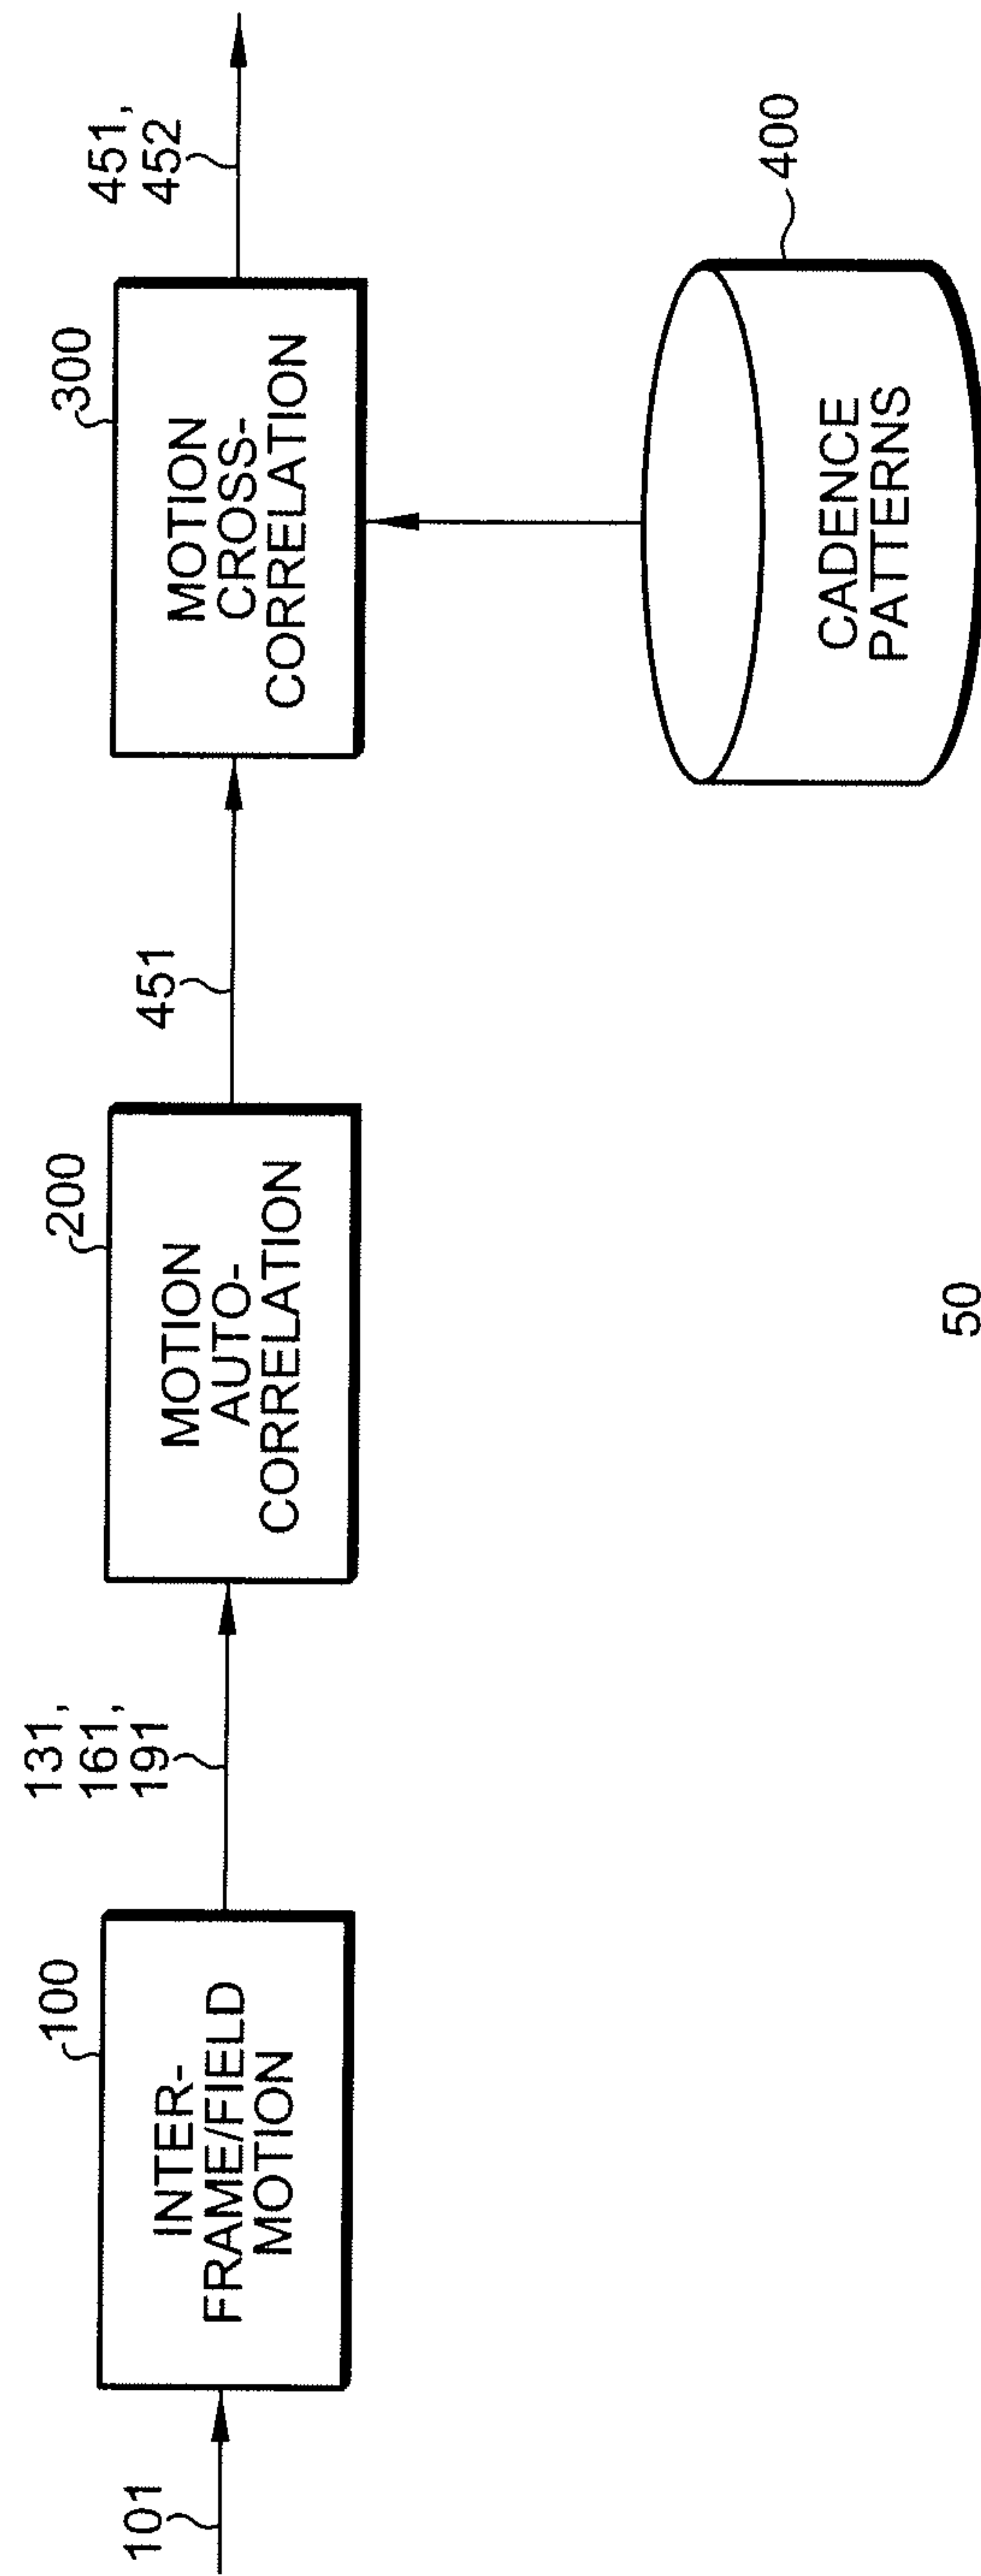 101
100
INTER-
FRAME/FIELD
MOTION
131,
161,
191
200
MOTION
AUTO-
CORRELATION
451
300
MOTION
CROSS-
CORRELATION
451,
452
400
CADENCE
PATTERNS
50